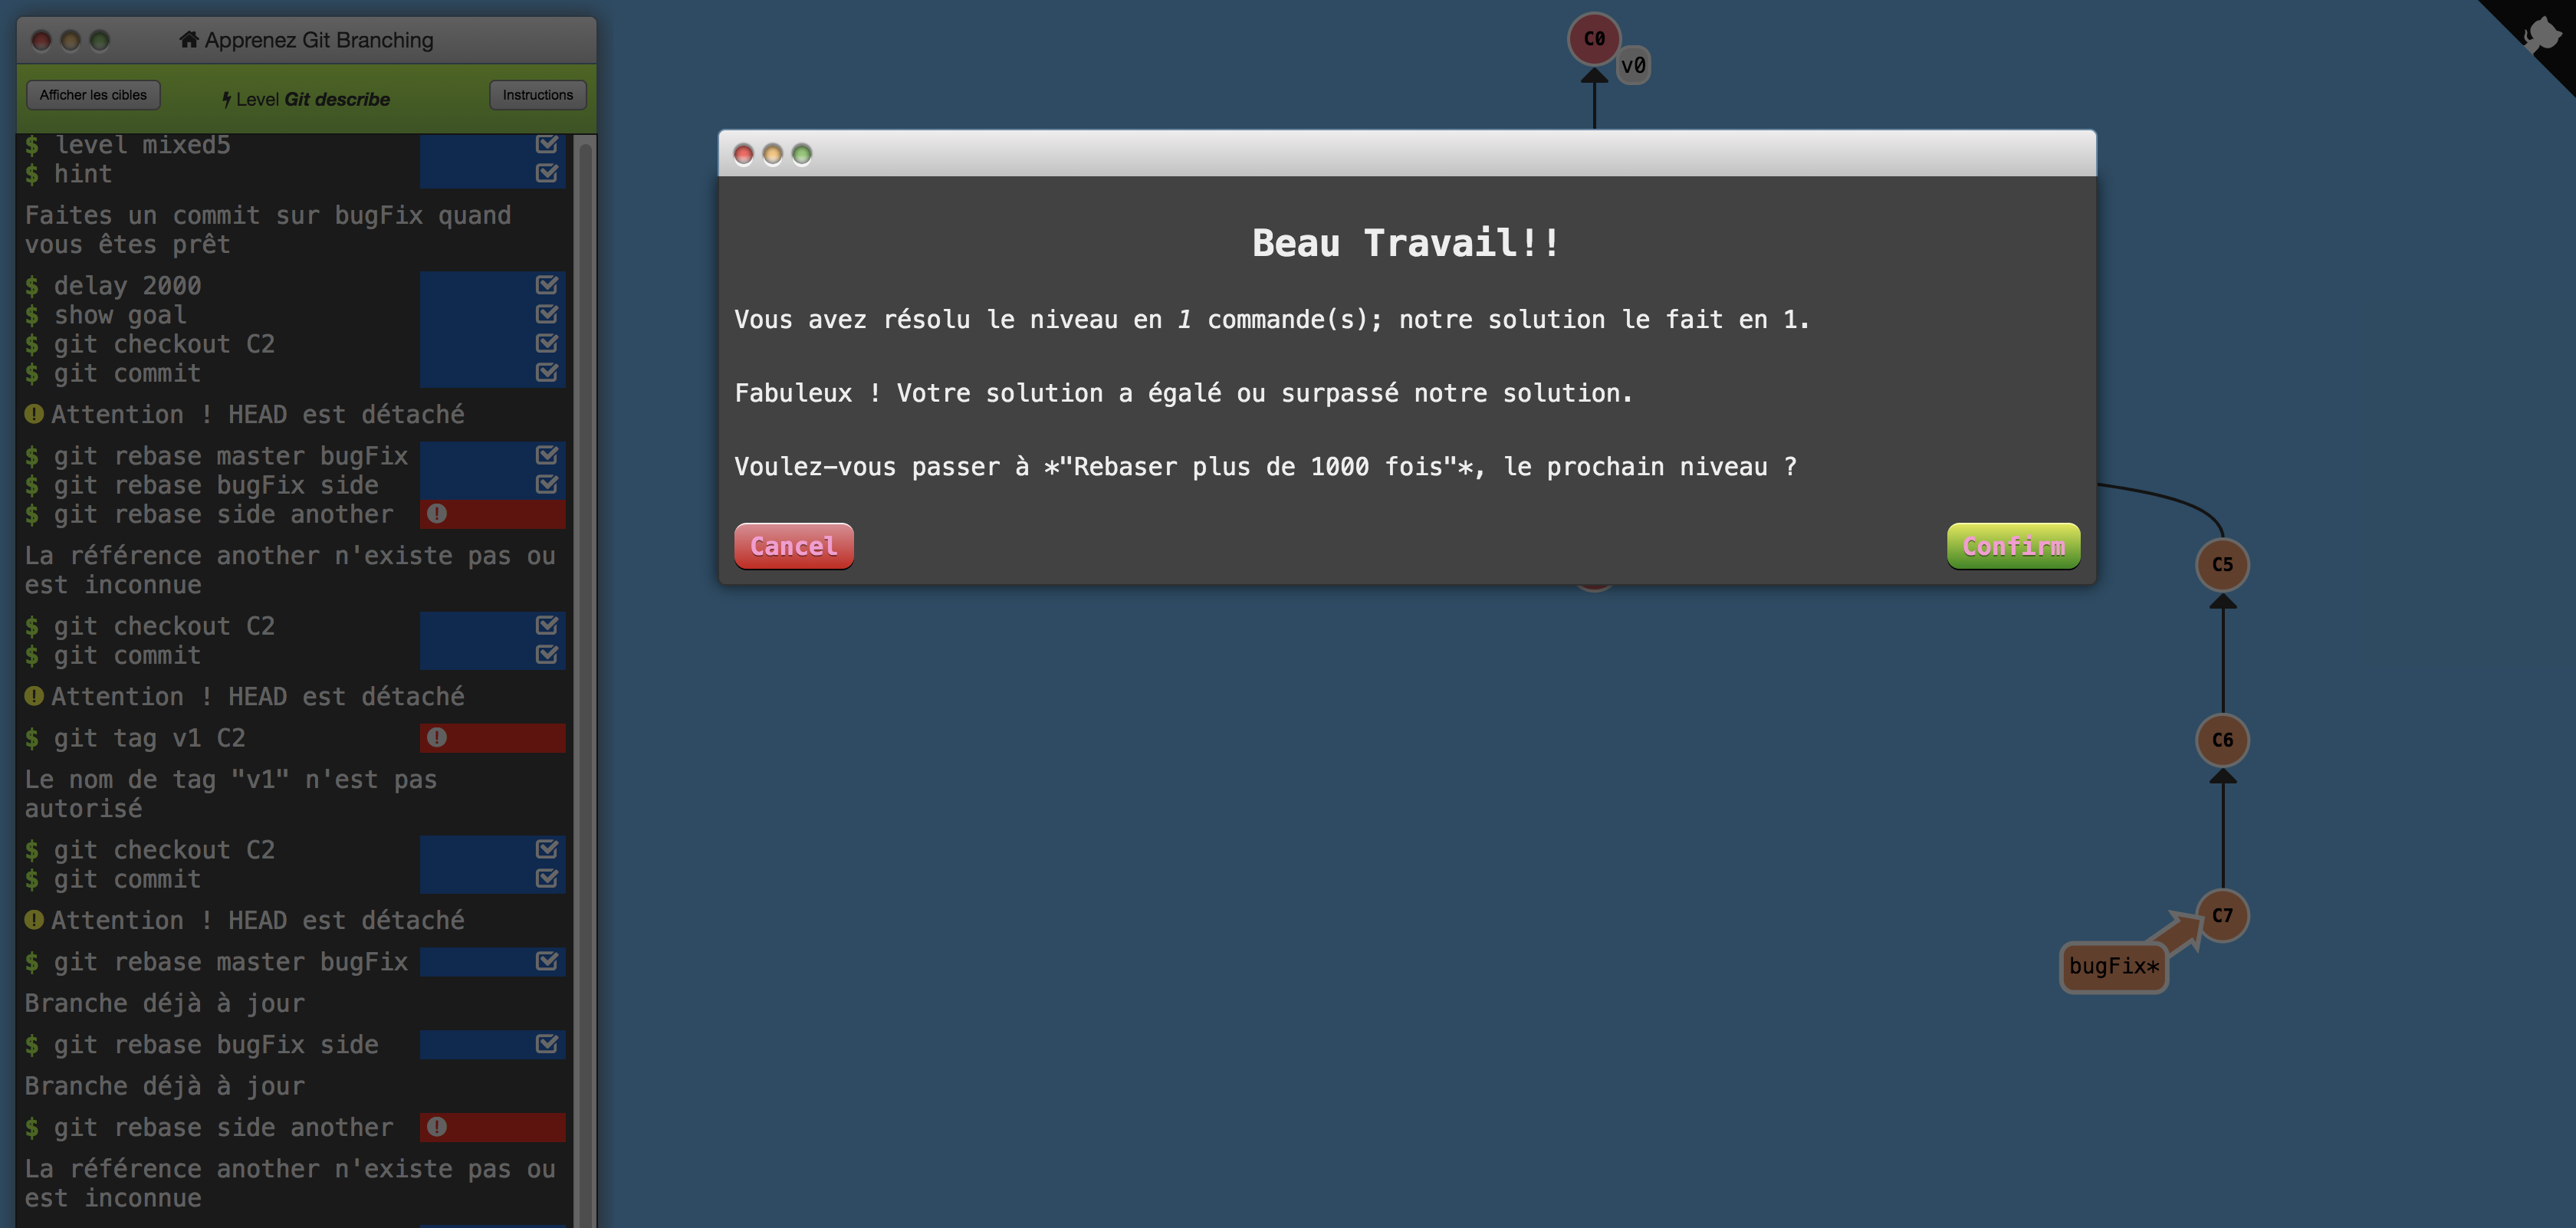 Apprenez Git Branching
Afficher les cibles
Level Git describe
Instructions
$ level mixed5
$ hint
Faites un commit sur bugFix quand
vous êtes prêt
$ delay 2000
$ show goal
$ git checkout C2
$ git commit
Attention ! HEAD est détaché
$ git rebase master bugFix
$ git rebase bugFix side
$ git rebase side another
La référence another n'existe pas ou
est inconnue
$ git checkout C2
$ git commit
Attention ! HEAD est détaché
$ git tag v1 C2
Le nom de tag "v1" n'est pas
autorisé
$ git checkout C2
$ git commit
Attention ! HEAD est détaché
$ git rebase master bugFix
Branche déjà à jour
$ git rebase bugFix side
Branche déjà à jour
$ git rebase side another
La référence another n'existe pas ou
est inconnue
C0
v0
Beau Travail!!
Vous avez résolu le niveau en 1 commande(s); notre solution le fait en 1.
Fabuleux ! Votre solution a égalé ou surpassé notre solution.
Voulez-vous passer à *"Rebaser plus de 1000 fois"*, le prochain niveau ?
Cancel
Confirm
C5
C6
C7
bugFix*